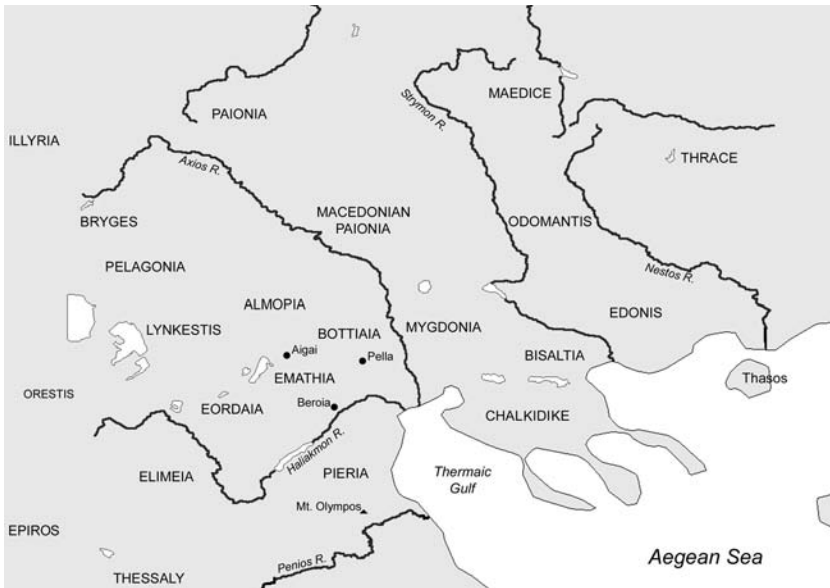 MAEDICE
Strymon R.
PAIONIA
ILLYRIA
THRACE
Axios R.
MACEDONIAN
PAIONIA
BRYGES
ODOMANTIS
PELAGONIA
Nestos R.
ALMOPIA
EDONIS
LYNKESTIS
BOTTIAIA
MYGDONIA
Aigai
Pella
BISALTIA
EMATHIA
Thasos
ORESTIS
Beroia
EORDAIA
CHALKIDIKE
Haliakmon R.
ELIMEIA
PIERIA
Thermaic
Gulf
Mt. Olympos
EPIROS
Penios R.
Aegean Sea
THESSALY